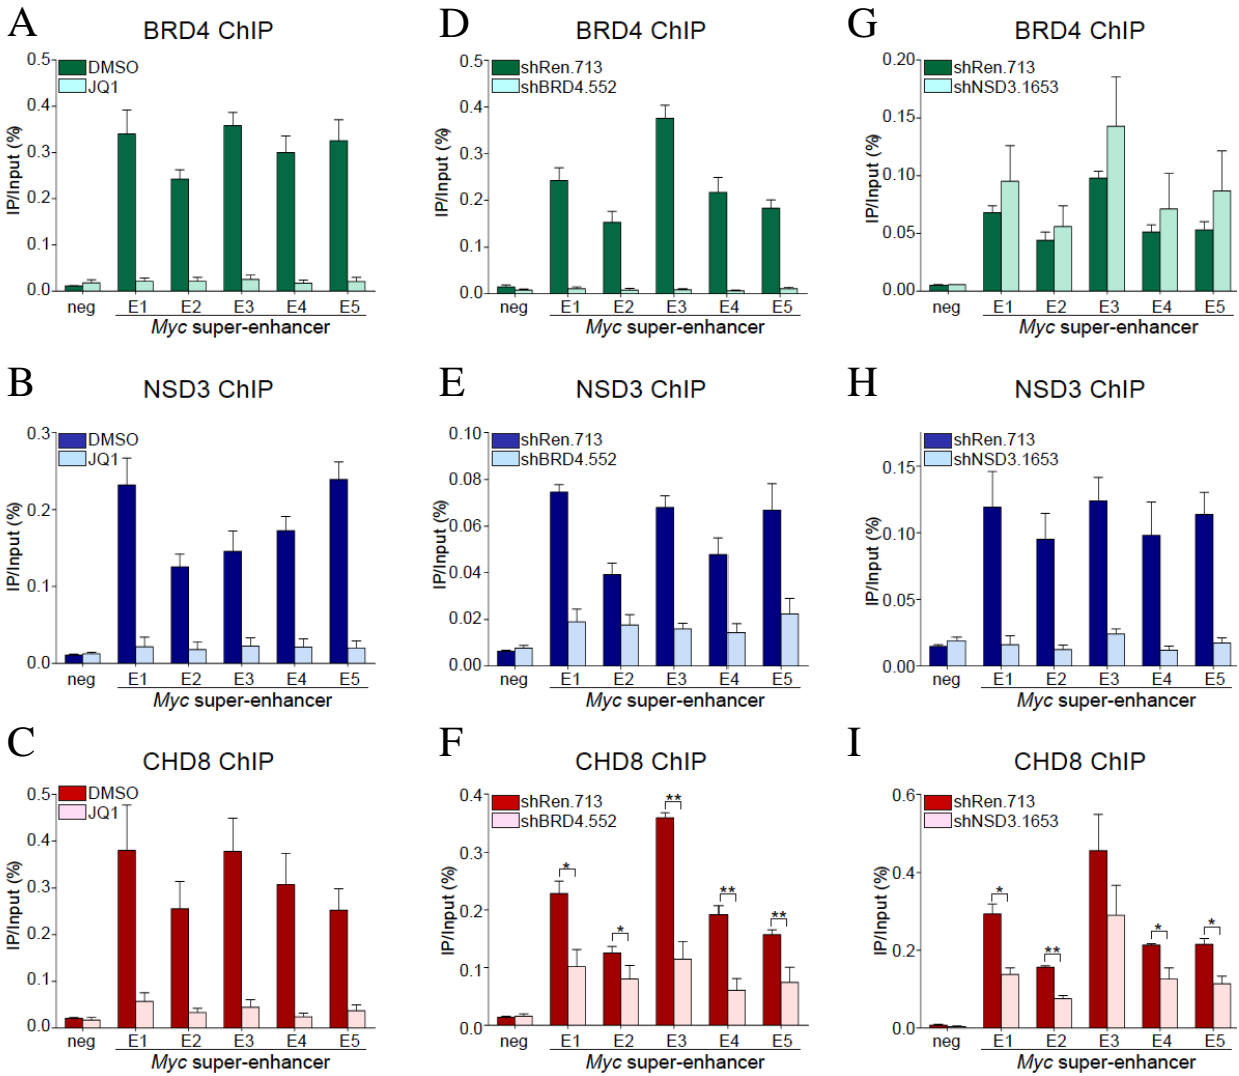 A
BRD4 ChIP
DMSO
JQ1
IP/Input (%)
0.5
0.4
0.3
0.2
0.1
0.0
neg E1 E2 E3 E4 E5
Myc super-enhancer
D
BRD4 ChIP
shRen.713
shBRD4.552
IP/Input (%)
0.5
0.4
0.3
0.2
0.1
0.0
neg E1 E2 E3 E4 E5
Myc super-enhancer
G
BRD4 ChIP
shRen.713
shNSD3.1653
IP/Input (%)
0.20
0.15
0.10
0.05
0.00
neg E1 E2 E3 E4 E5
Myc super-enhancer
B
NSD3 ChIP
DMSO
JQ1
IP/Input (%)
0.3
0.2
0.1
0.0
neg E1 E2 E3 E4 E5
Myc super-enhancer
E
NSD3 ChIP
shRen.713
shBRD4.552
IP/Input (%)
0.10
0.08
0.06
0.04
0.02
0.00
neg E1 E2 E3 E4 E5
Myc super-enhancer
H
NSD3 ChIP
shRen.713
shNSD3.1653
IP/Input (%)
0.15
0.10
0.05
0.00
neg E1 E2 E3 E4 E5
Myc super-enhancer
C
CHD8 ChIP
DMSO
JQ1
IP/Input (%)
0.5
0.4
0.3
0.2
0.1
0.0
neg E1 E2 E3 E4 E5
Myc super-enhancer
F
CHD8 ChIP
shRen.713
shBRD4.552
IP/Input (%)
0.4
0.3
0.2
0.1
0.0
* * ** ** **
neg E1 E2 E3 E4 E5
Myc super-enhancer
I
CHD8 ChIP
shRen.713
shNSD3.1653
IP/Input (%)
0.6
0.4
0.2
0.0
* ** * *
neg E1 E2 E3 E4 E5
Myc super-enhancer